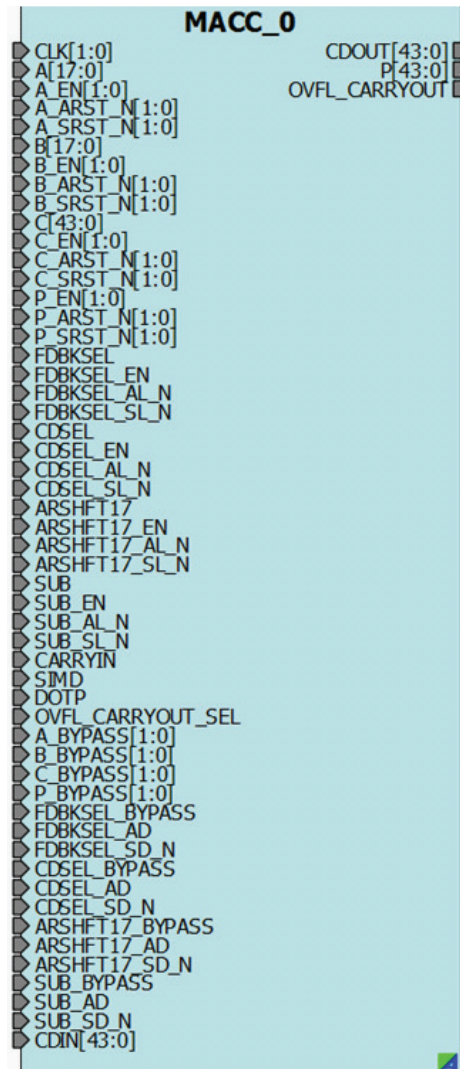 MACC_0
CLK[1:0]
CDOUT[43:0]
A[17:0]
P[43:0]
A_EN[1:0]
OVFL_CARRYOUT
A_ARST_N[1:0]
A_SRST_N[1:0]
B[17:0]
B_EN[1:0]
B_ARST_N[1:0]
B_SRST_N[1:0]
C[43:0]
C_EN[1:0]
C_ARST_N[1:0]
C_SRST_N[1:0]
P_EN[1:0]
P_ARST_N[1:0]
P_SRST_N[1:0]
FDBKSEL
FDBKSEL_EN
FDBKSEL_AL_N
FDBKSEL_SL_N
CDSEL
CDSEL_EN
CDSEL_AL_N
CDSEL_SL_N
ARSHFT17
ARSHFT17_EN
ARSHFT17_AL_N
ARSHFT17_SL_N
SUB
SUB_EN
SUB_AL_N
SUB_SL_N
CARRYIN
SIMD
DOTP
OVFL_CARRYOUT_SEL
A_BYPASS[1:0]
B_BYPASS[1:0]
C_BYPASS[1:0]
P_BYPASS[1:0]
FDBKSEL_BYPASS
FDBKSEL_AD
FDBKSEL_SD_N
CDSEL_BYPASS
CDSEL_AD
CDSEL_SD_N
ARSHFT17_BYPASS
ARSHFT17_AD
ARSHFT17_SD_N
SUB_BYPASS
SUB_AD
SUB_SD_N
CDIN[43:0]